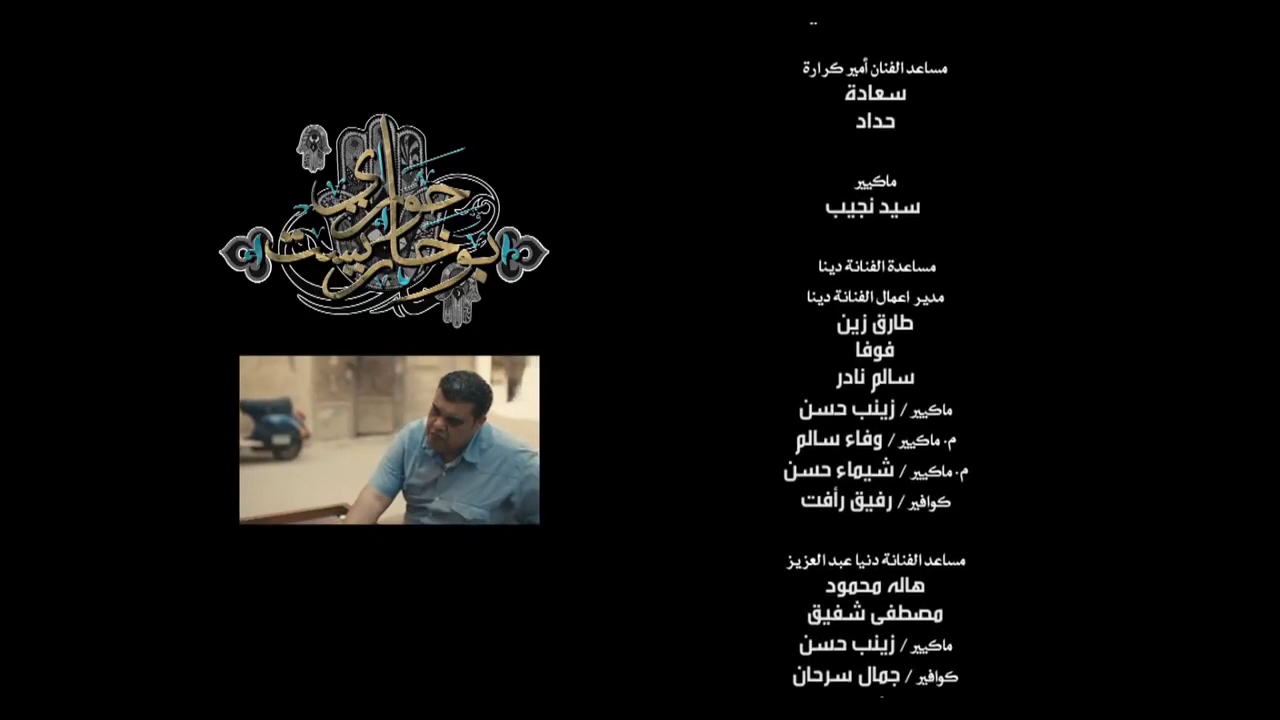 حواري
بوخاريست
مساعد الفنان أمير كرارة
سعادة
حداد
ماكيير
سيد نجيب
مساعدة الفنانة دينا
مدير اعمال الفنانة دينا
طارق زين
فوفا
سالم نادر
ماكيير / زينب حسن
م. ماكيير / وفاء سالم
م. ماكيير / شيماء حسن
كوافير / رفيق رأفت
مساعد الفنانة دنيا عبد العزيز
هاله محمود
مصطفى شفيق
ماكيير / زينب حسن
كوافير / جمال سرحان